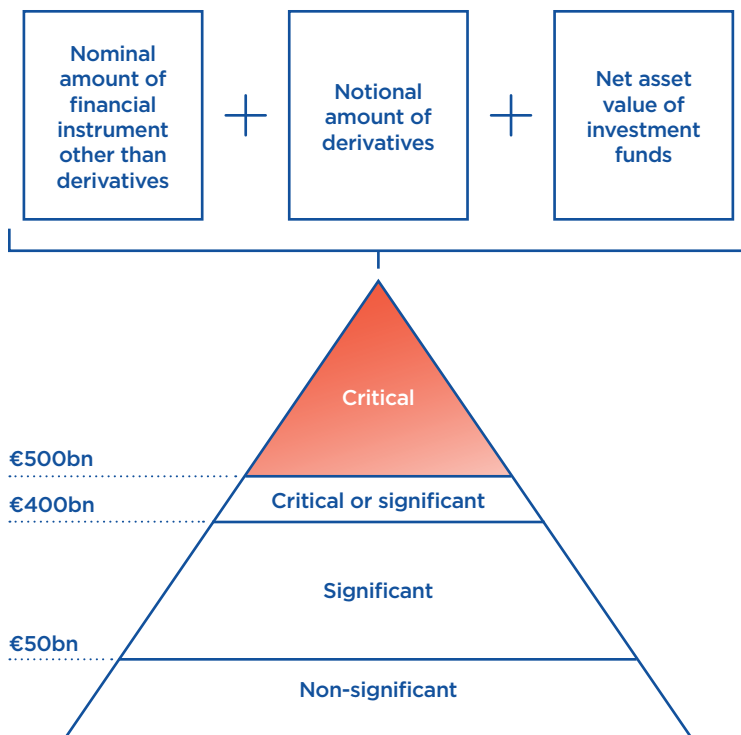 Nominal
amount of
financial
instrument
other than
derivatives
Notional
amount of
derivatives
Net asset
value of
investment
funds
Critical
€500bn
Critical or significant
€400bn
Significant
€50bn
Non-significant